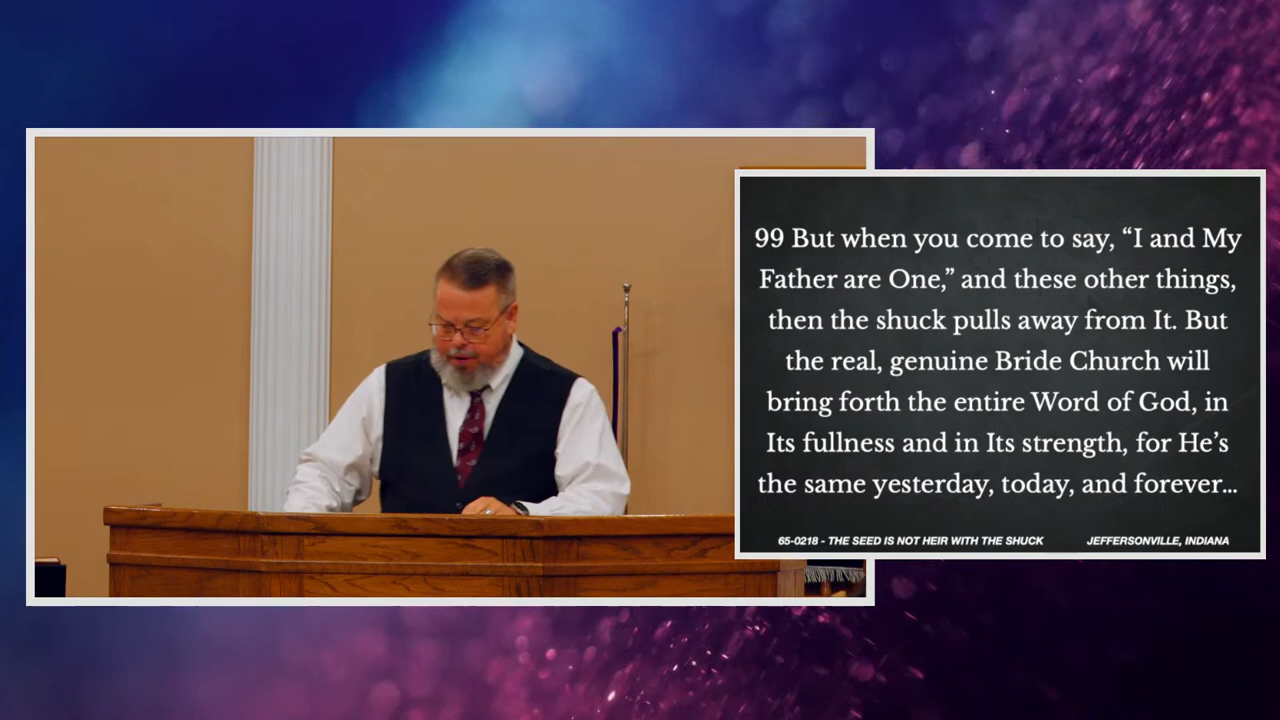 99 But when you come to say, “I and My
Father are One,” and these other things,
then the shuck pulls away from It. But
the real, genuine Bride Church will
bring forth the entire Word of God, in
Its fullness and in Its strength, for He’s
the same yesterday, today, and forever...
65-0218 - THE SEED IS NOT HEIR WITH THE SHUCK
JEFFERSONVILLE, INDIANA